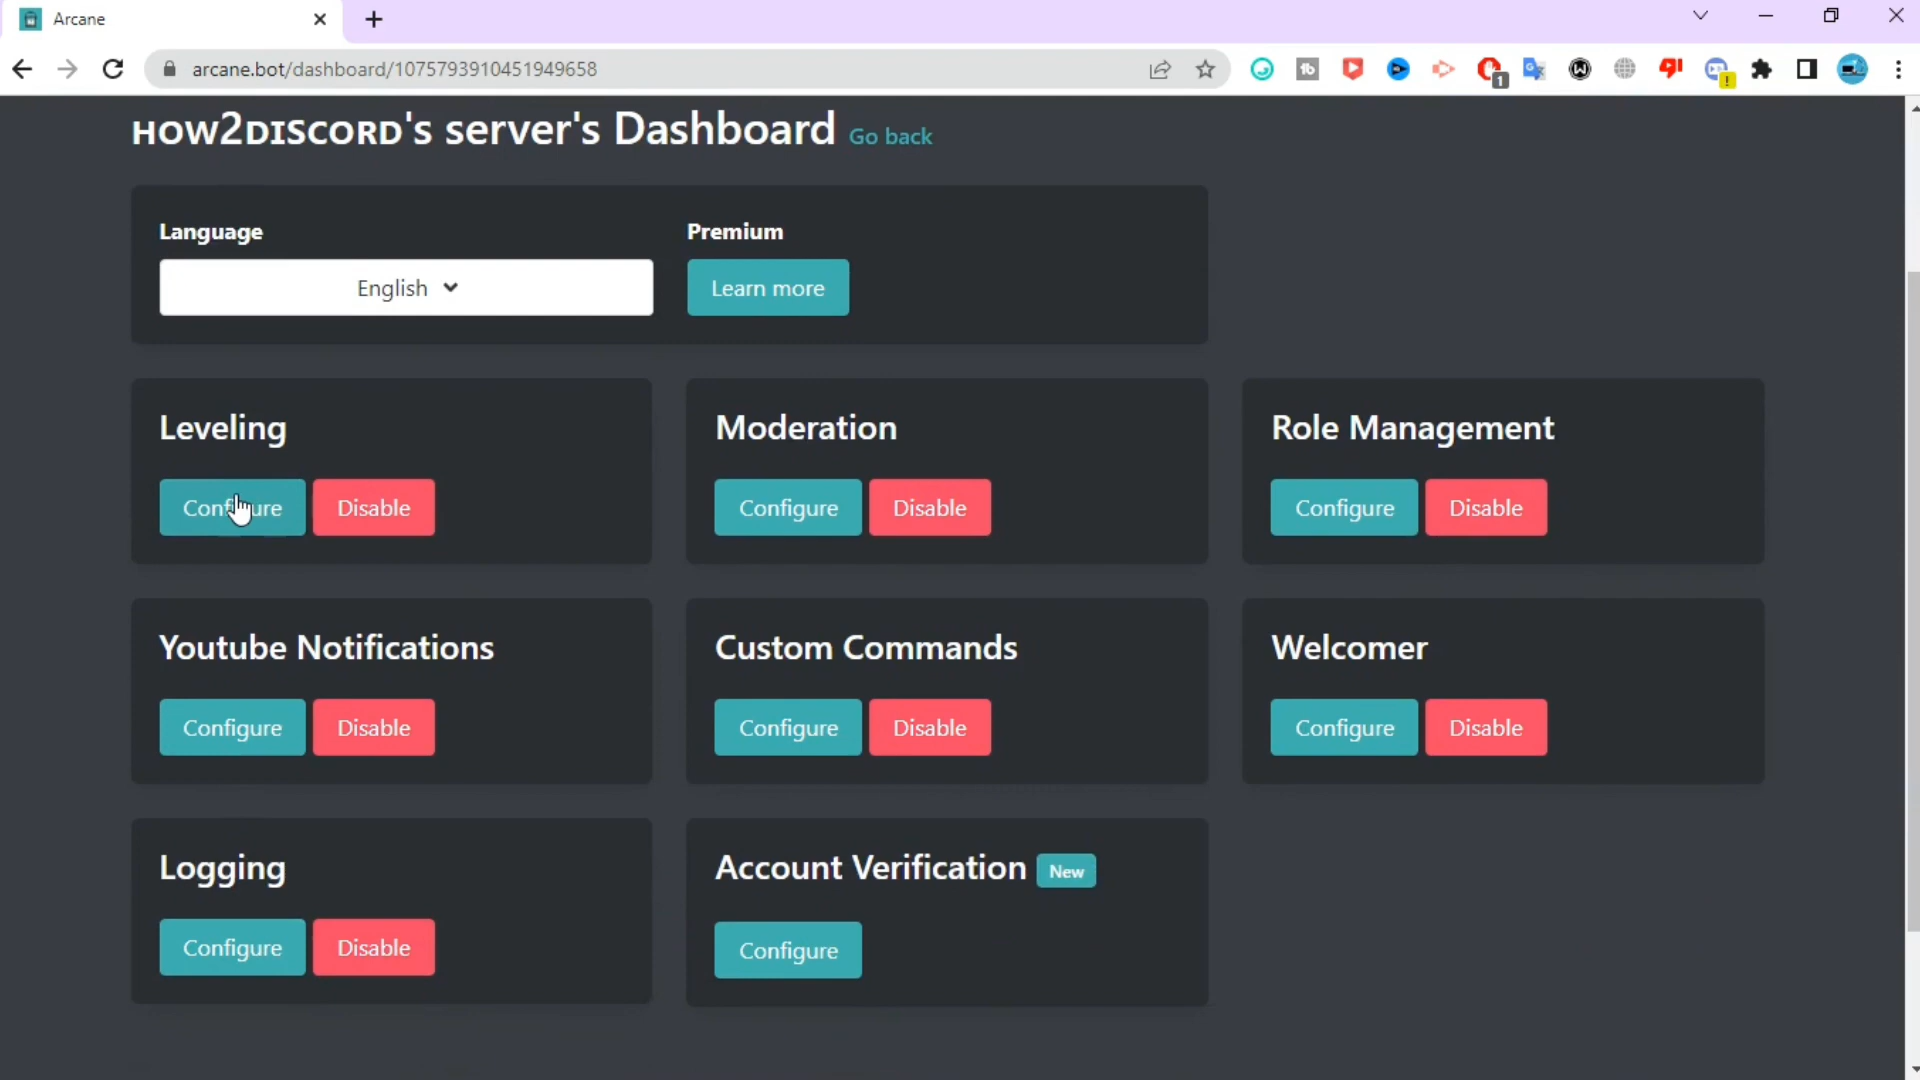 Arcane
arcane.bot/dashboard/1075793910451949658
1
!
ʜow2ᴅɪscoʀᴅ's server's Dashboard Go back
Language
Premium
English
Learn more
Leveling
Moderation
Role Management
Configure Disable
Configure Disable
Configure Disable
Youtube Notifications
Custom Commands
Welcomer
Configure Disable
Configure Disable
Configure Disable
Logging
Account Verification New
Configure Disable
Configure